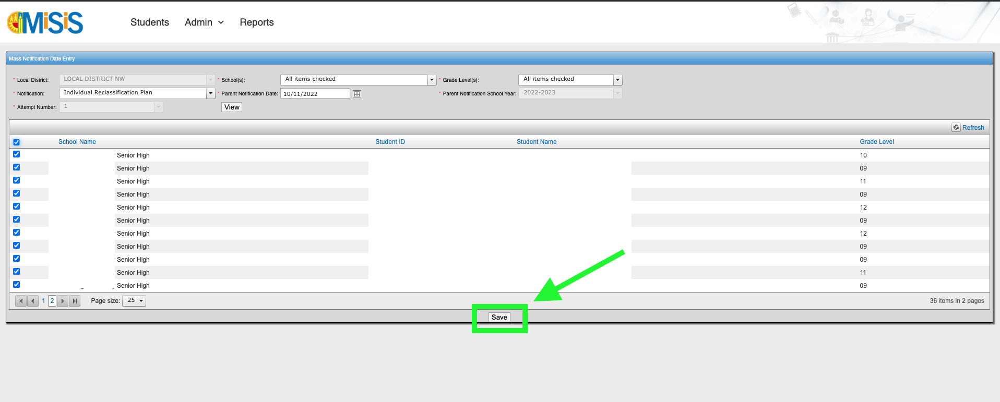 MiSiS Students Admin Reports
Mass Notification Date Entry
* Local District: LOCAL DISTRICT NW * School(s): All items checked * Grade Level(s): All items checked
* Notification: Individual Reclassification Plan * Parent Notification Date: 10/11/2022 * Parent Notification School Year: 2022-2023
* Attempt Number: 1 View
Refresh
School Name Student ID Student Name Grade Level
Senior High 10
Senior High 09
Senior High 11
Senior High 09
Senior High 12
Senior High 09
Senior High 12
Senior High 09
Senior High 09
Senior High 11
Senior High 09
1 2 Page size: 25 36 items in 2 pages
Save